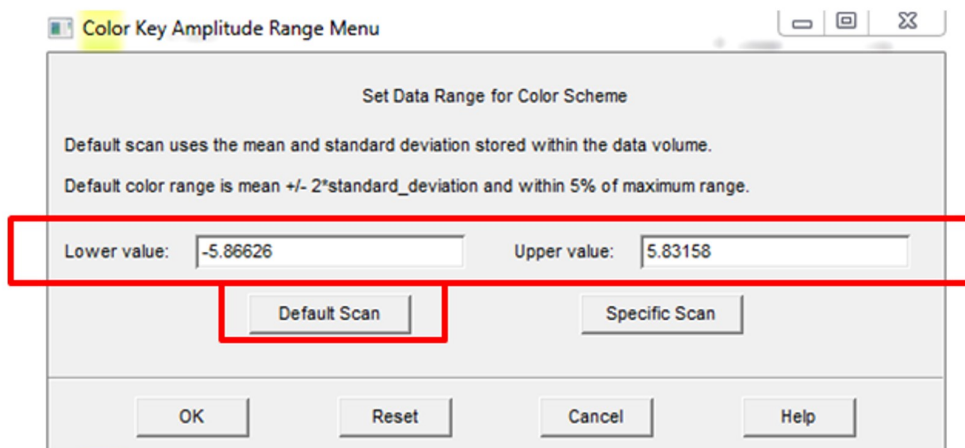 Color Key Amplitude Range Menu
Set Data Range for Color Scheme
Default scan uses the mean and standard deviation stored within the data volume.
Default color range is mean +/- 2*standard_deviation and within 5% of maximum range.
Lower value: -5.86626 Upper value: 5.83158
Default Scan Specific Scan
OK Reset Cancel Help